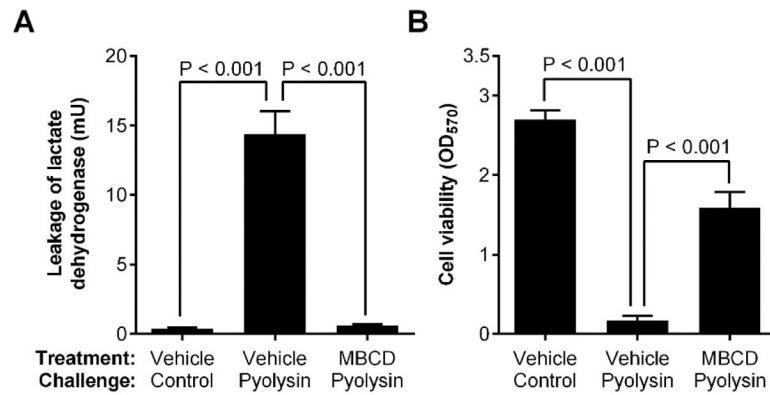 A
Leakage of lactate
dehydrogenase (mU)
20
15
10
5
0
P < 0.001 P < 0.001
Treatment: Vehicle Vehicle MBCD
Challenge: Control Pyolysin Pyolysin
B
Cell viability (OD570)
3.5
3
2
1
0
P < 0.001
P < 0.001
Vehicle Vehicle MBCD
Control Pyolysin Pyolysin